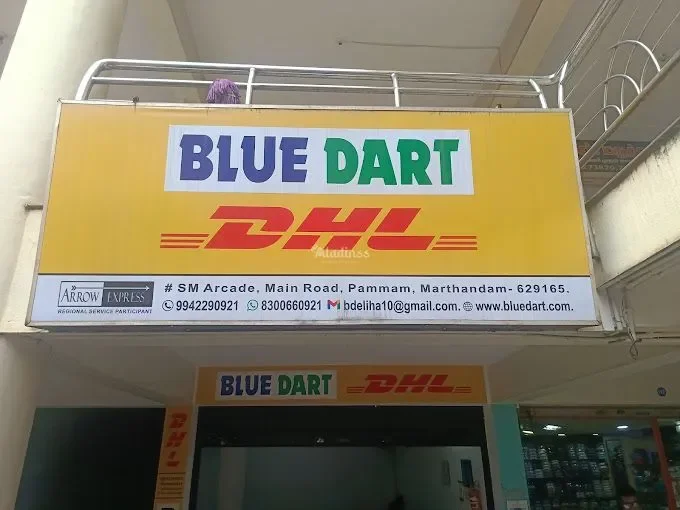 BLUE DART
DHL
Aladinss
ARROW EXPRESS
REGIONAL SERVICE PARTICIPANT
# SM Arcade, Main Road, Pammam, Marthandam- 629165.
9942290921 8300660921 bdeliha10@gmail.com. www.bluedart.com.
BLUE DART DHL
DHL